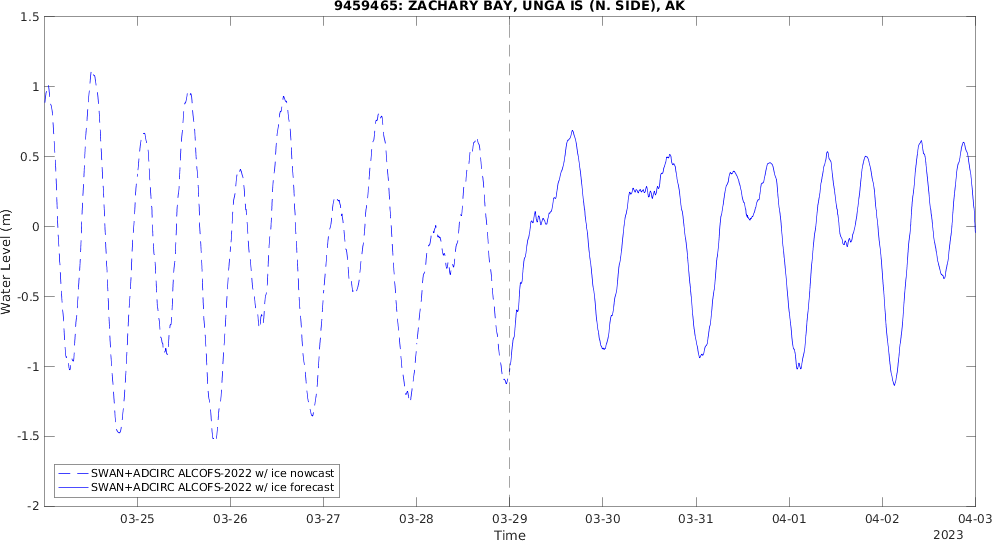 9459465: ZACHARY BAY, UNGA IS (N. SIDE), AK
1.5
1
0.5
0
-0.5
-1
-1.5
-2
Water Level (m)
SWAN+ADCIRC ALCOFS-2022 w/ ice nowcast
SWAN+ADCIRC ALCOFS-2022 w/ ice forecast
03-25 03-26 03-27 03-28 03-29 03-30 03-31 04-01 04-02 04-03
Time
2023